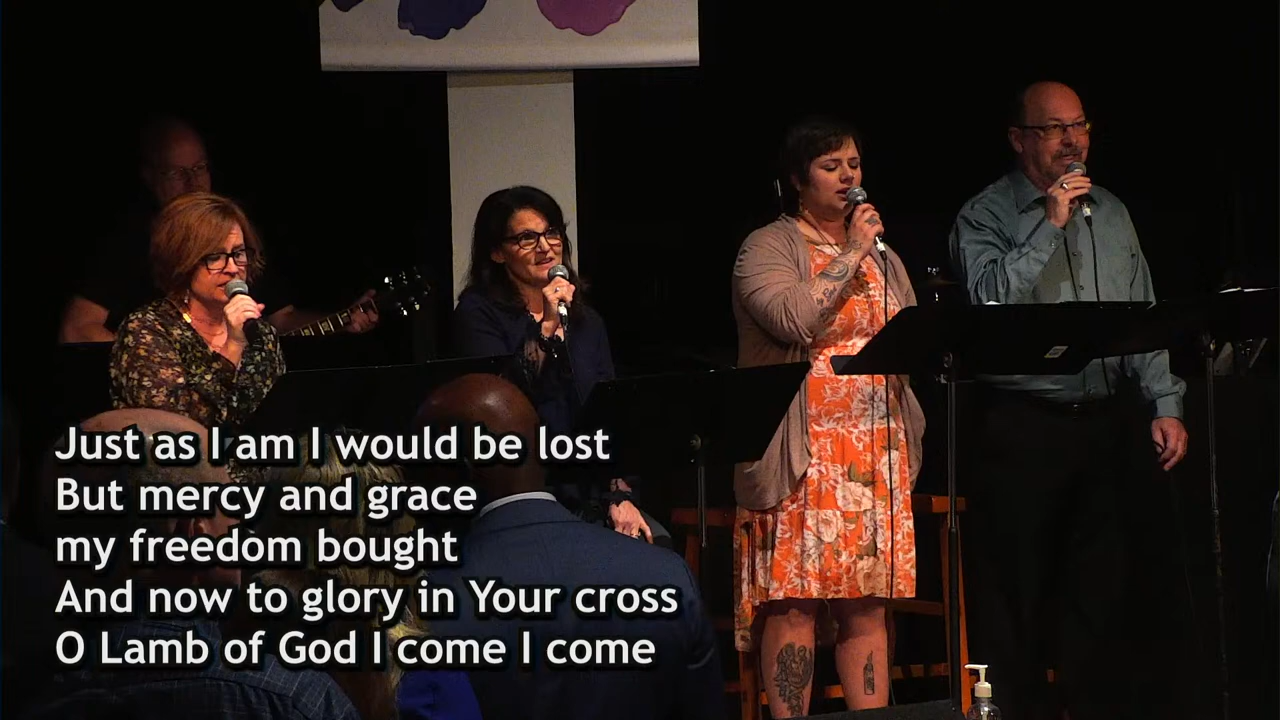 Just as I am I would be lost
But mercy and grace
my freedom bought
And now to glory in Your cross
O Lamb of God I come I come